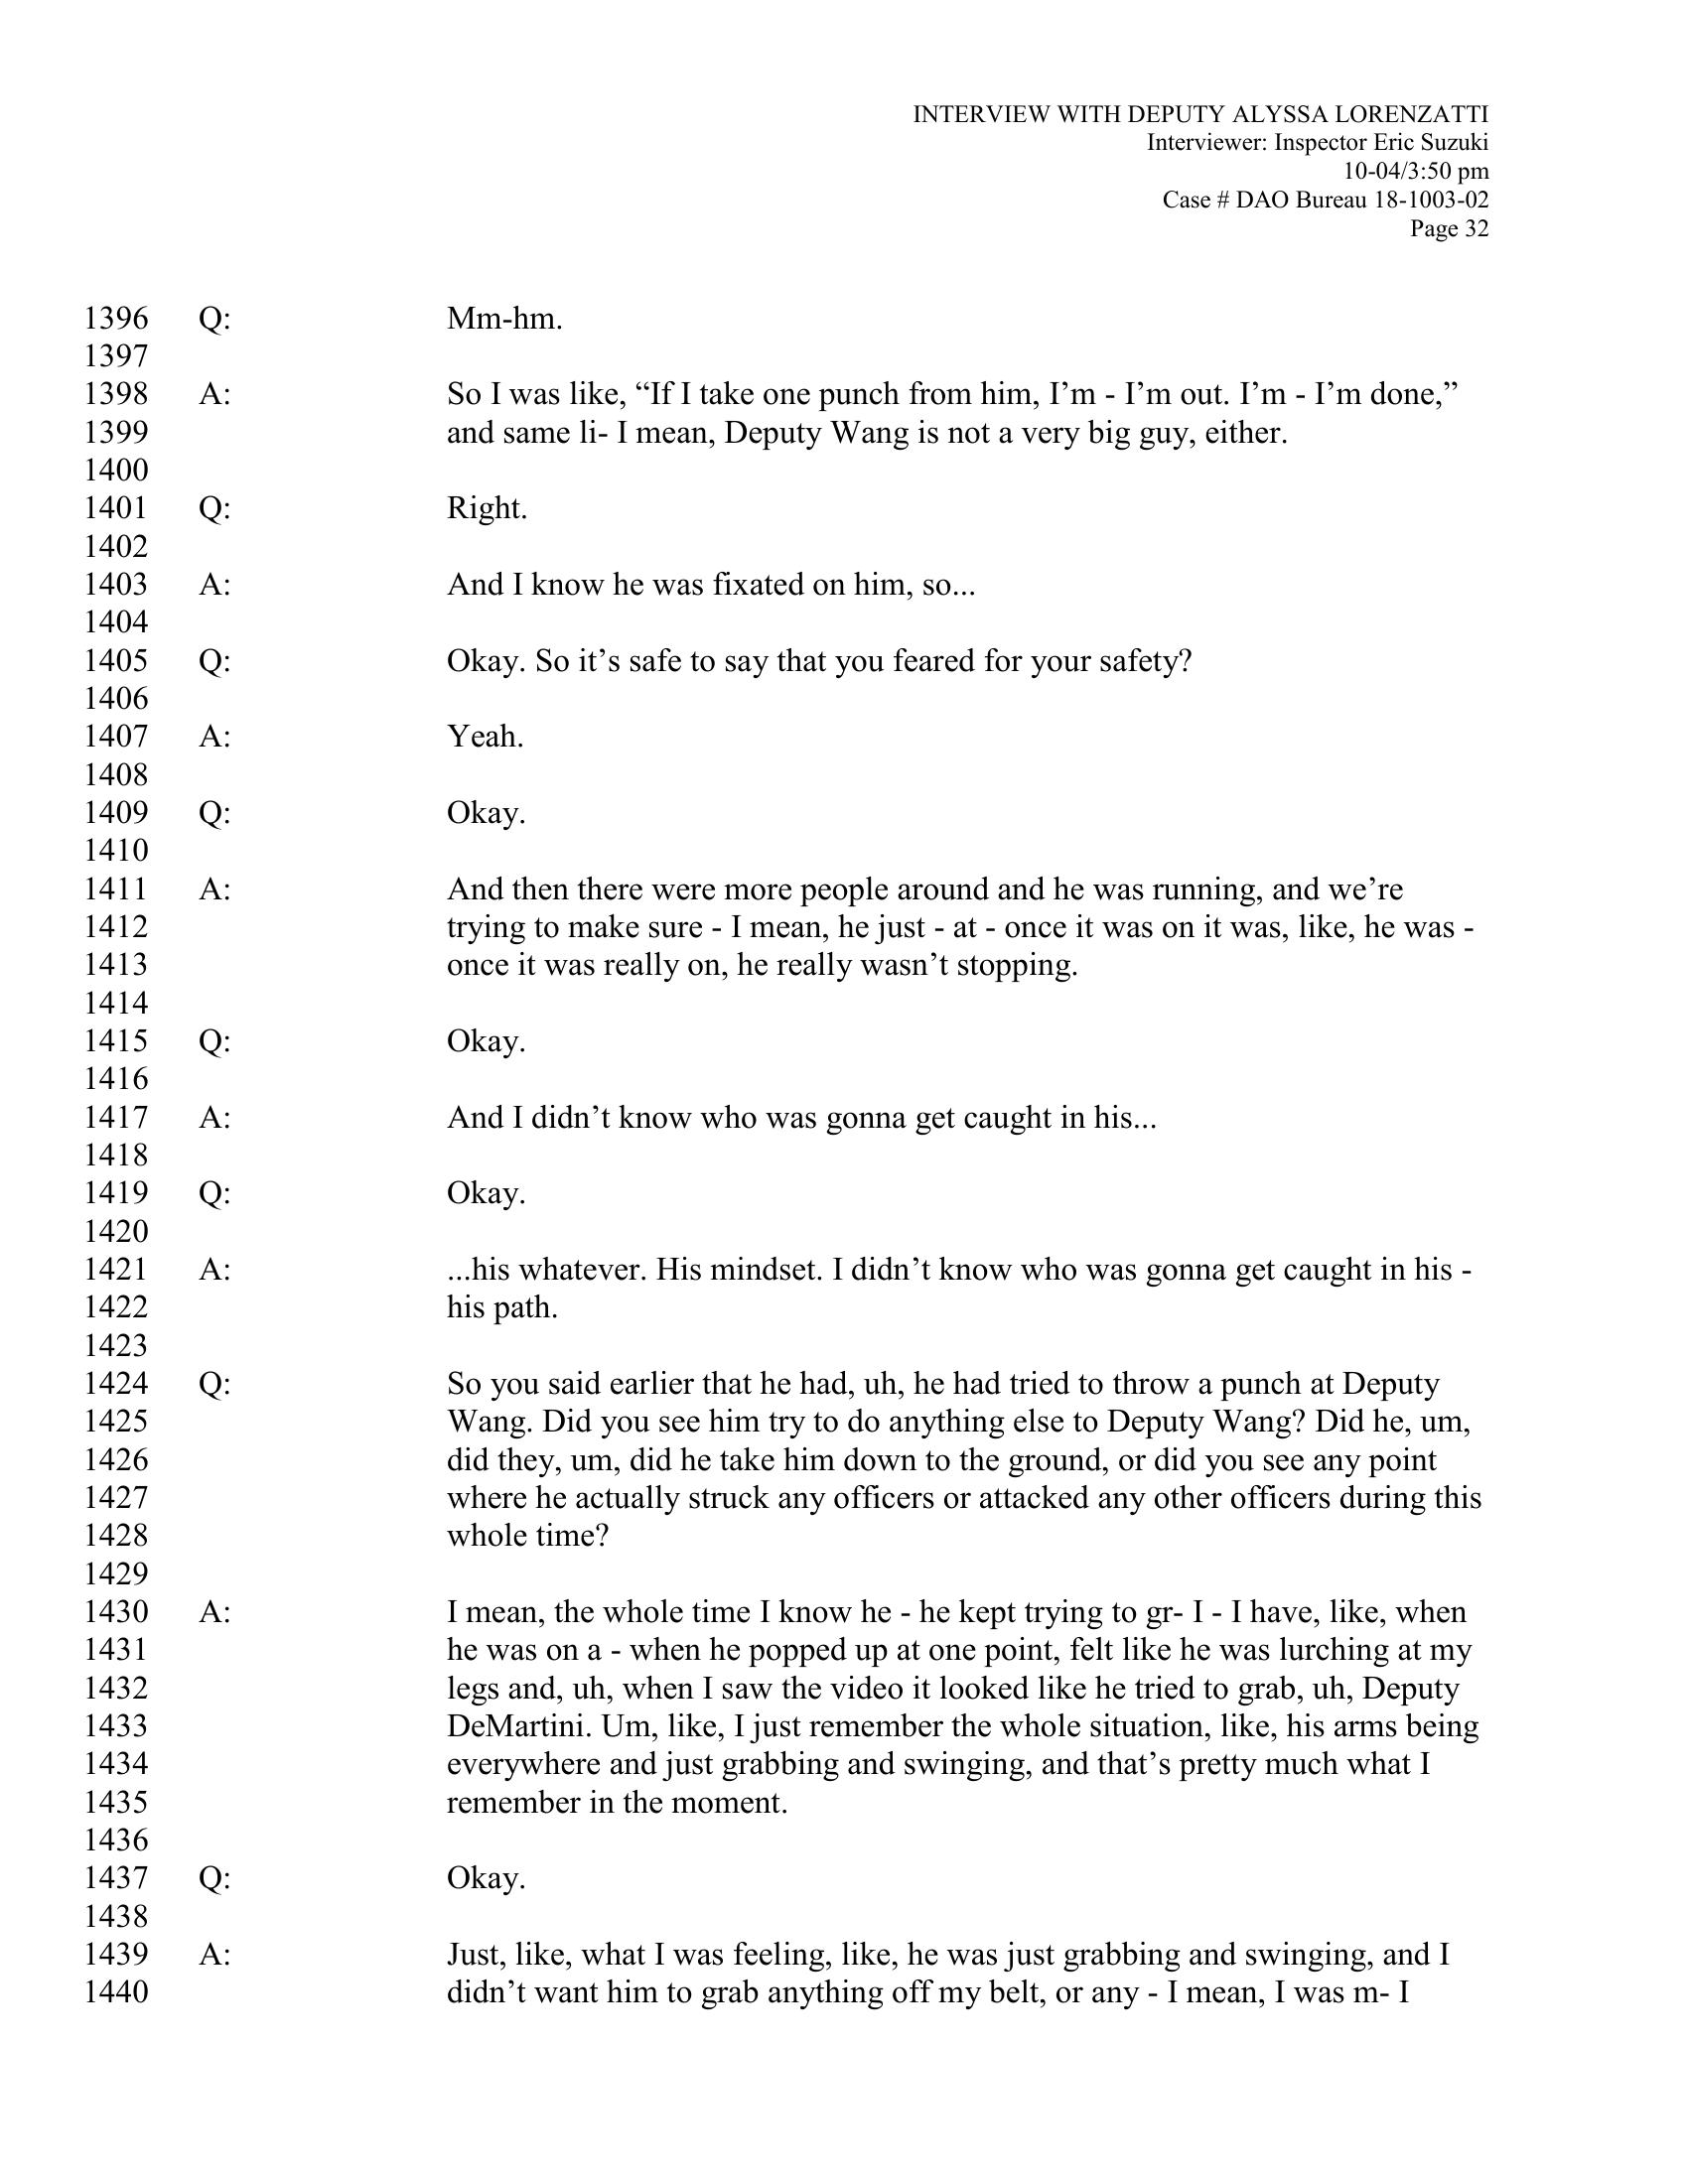 INTERVIEW WITH DEPUTY ALYSSA LORENZATTI
Interviewer: Inspector Eric Suzuki
10-04/3:50 pm
Case # DAO Bureau 18-1003-02
Page 32
1396 Q: Mm-hm.
1397
1398 A: So I was like, “If I take one punch from him, I’m - I’m out. I’m - I’m done,”
1399 and same li- I mean, Deputy Wang is not a very big guy, either.
1400
1401 Q: Right.
1402
1403 A: And I know he was fixated on him, so...
1404
1405 Q: Okay. So it’s safe to say that you feared for your safety?
1406
1407 A: Yeah.
1408
1409 Q: Okay.
1410
1411 A: And then there were more people around and he was running, and we’re
1412 trying to make sure - I mean, he just - at - once it was on it was, like, he was -
1413 once it was really on, he really wasn’t stopping.
1414
1415 Q: Okay.
1416
1417 A: And I didn’t know who was gonna get caught in his...
1418
1419 Q: Okay.
1420
1421 A: ...his whatever. His mindset. I didn’t know who was gonna get caught in his -
1422 his path.
1423
1424 Q: So you said earlier that he had, uh, he had tried to throw a punch at Deputy
1425 Wang. Did you see him try to do anything else to Deputy Wang? Did he, um,
1426 did they, um, did he take him down to the ground, or did you see any point
1427 where he actually struck any officers or attacked any other officers during this
1428 whole time?
1429
1430 A: I mean, the whole time I know he - he kept trying to gr- I - I have, like, when
1431 he was on a - when he popped up at one point, felt like he was lurching at my
1432 legs and, uh, when I saw the video it looked like he tried to grab, uh, Deputy
1433 DeMartini. Um, like, I just remember the whole situation, like, his arms being
1434 everywhere and just grabbing and swinging, and that’s pretty much what I
1435 remember in the moment.
1436
1437 Q: Okay.
1438
1439 A: Just, like, what I was feeling, like, he was just grabbing and swinging, and I
1440 didn’t want him to grab anything off my belt, or any - I mean, I was m- I